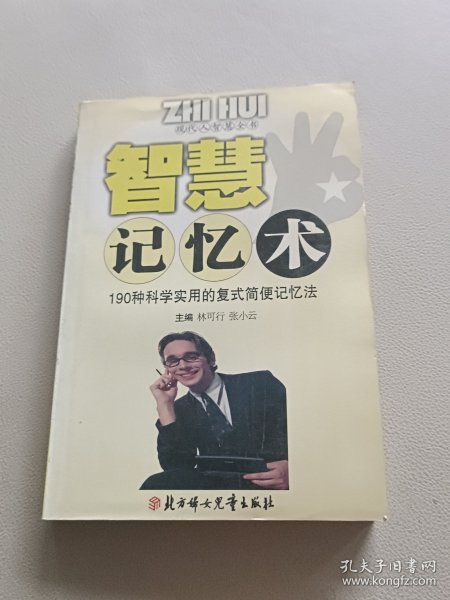 ZHI HUI
现代人智慧全书
智慧
记忆术
190种科学实用的复式简便记忆法
主编 林可行 张小云
北方妇女儿童出版社
孔夫子旧书网
www.kongfz.com